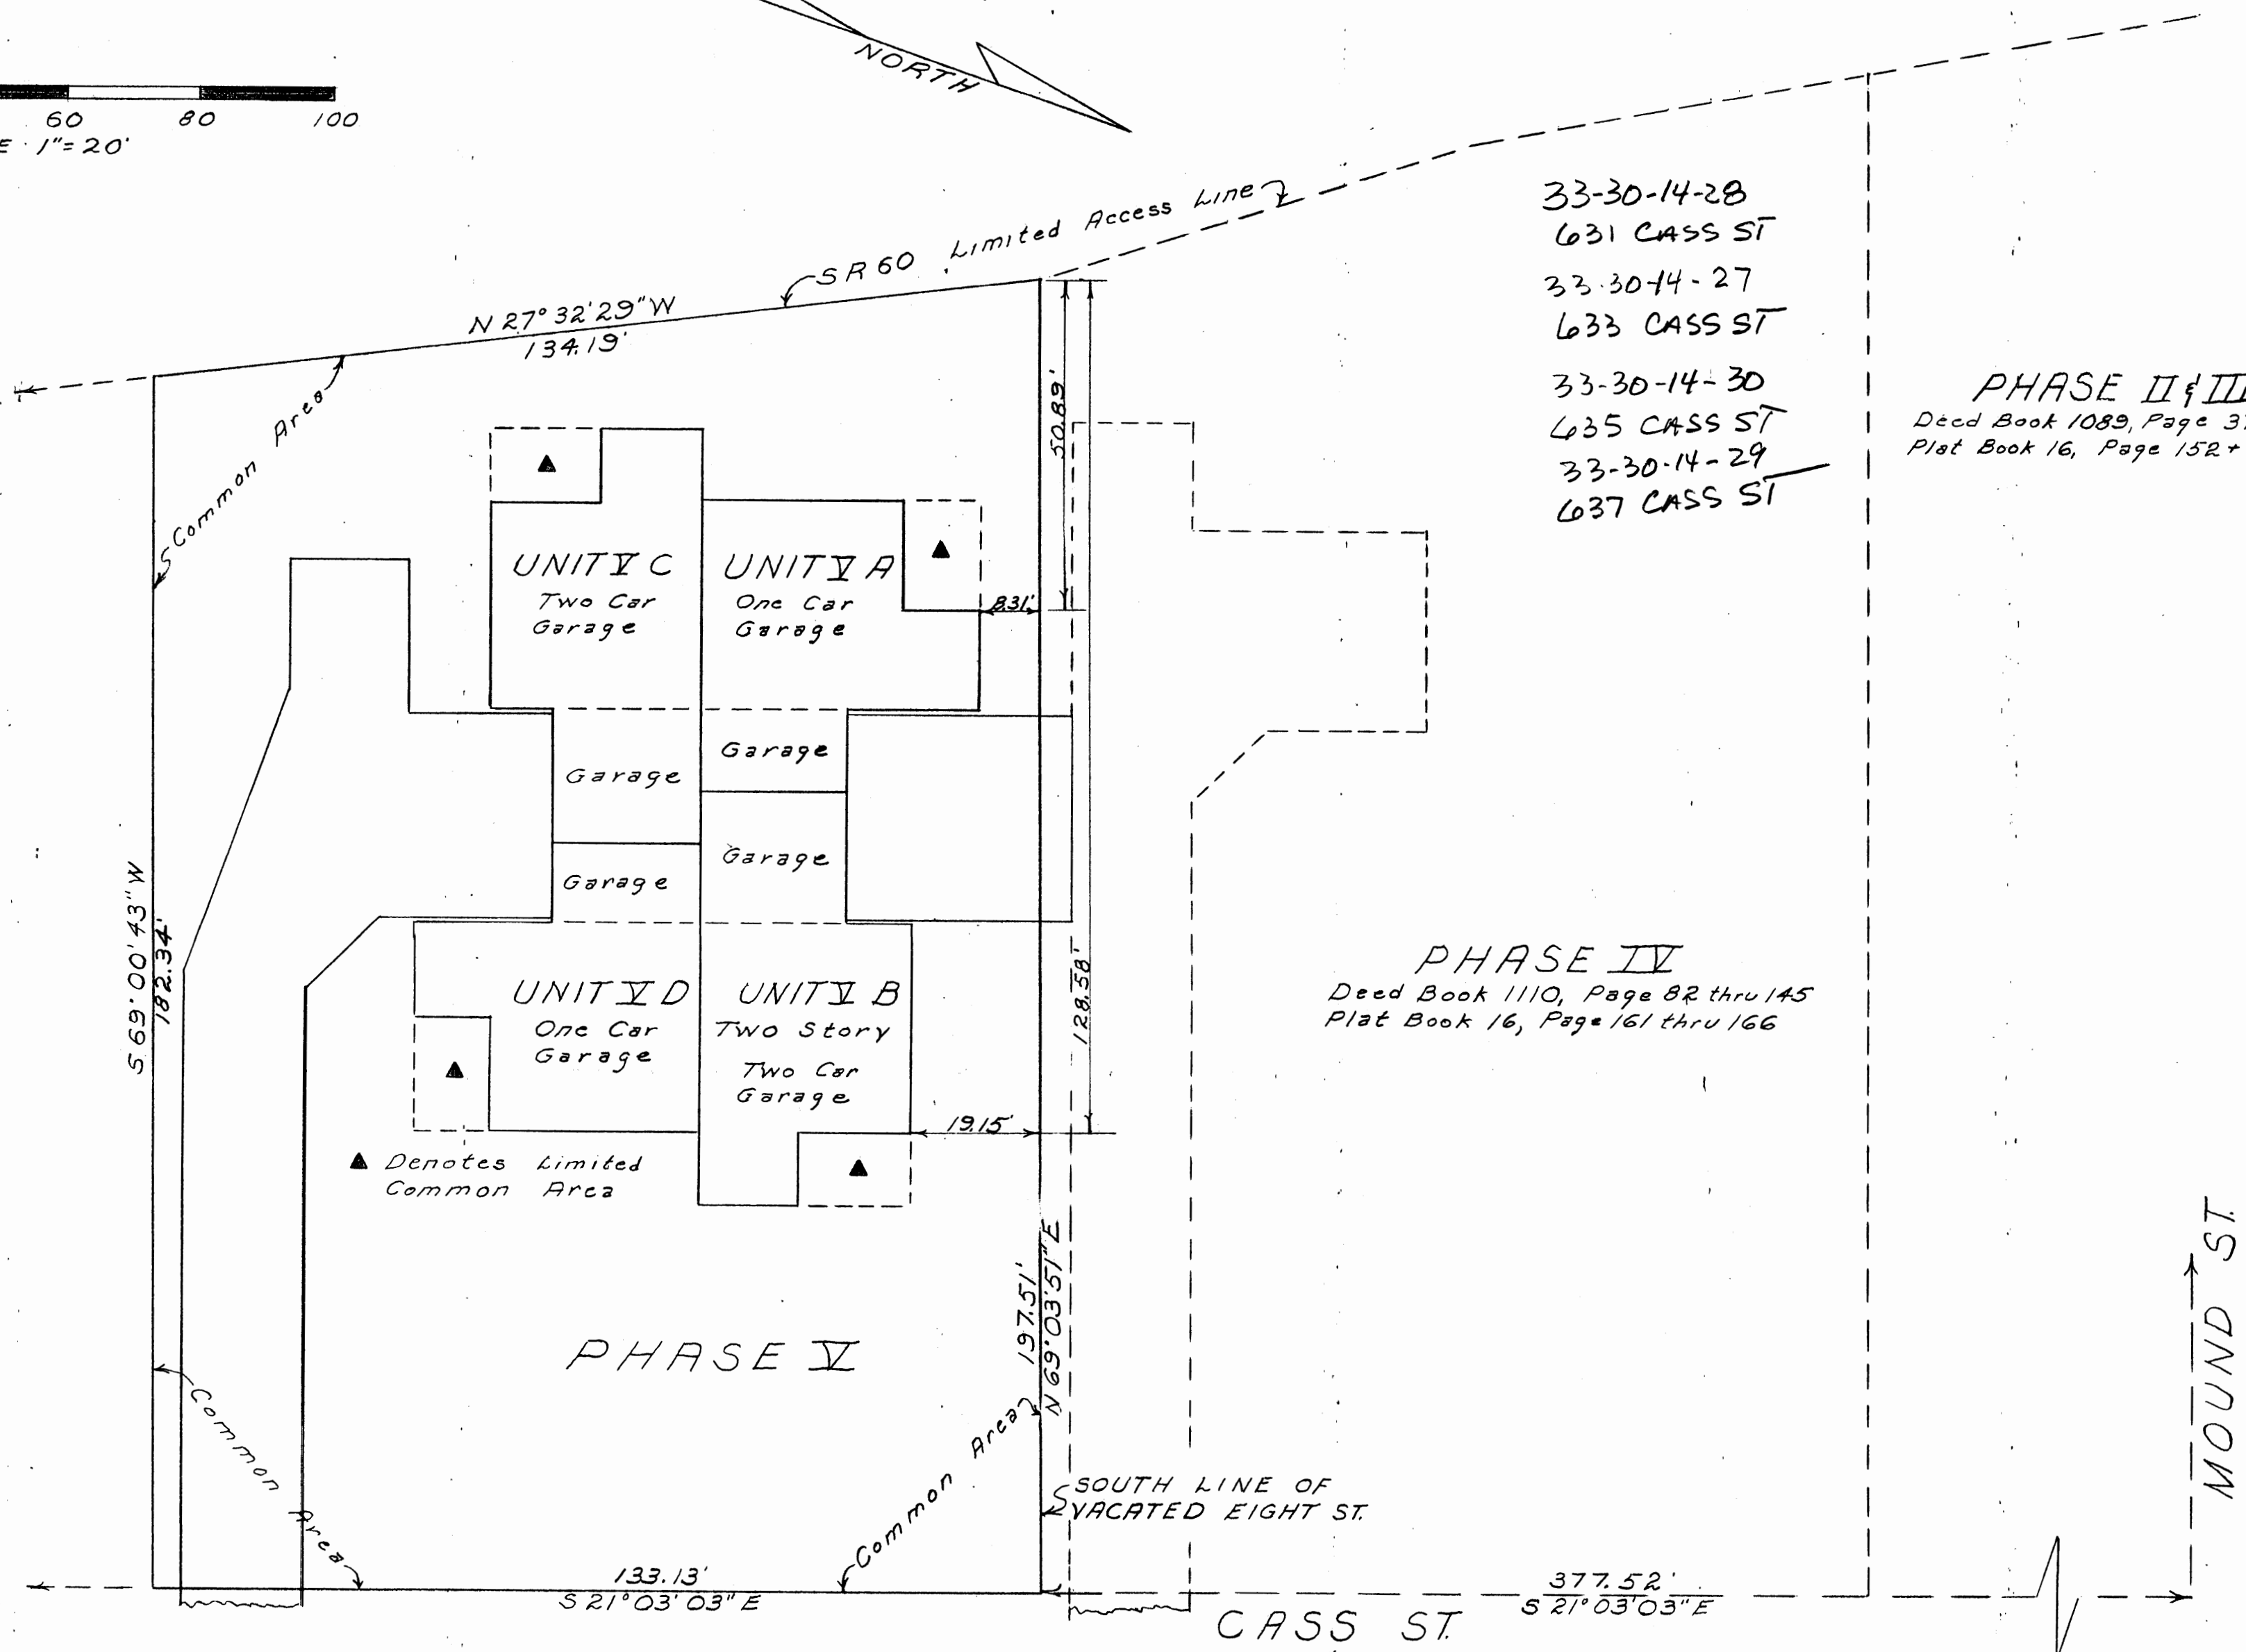 NORTH
60 80 100
1"=20'
SR 60 Limited Access Line
N 27° 32' 29" W
134.19'
Common Area
50.89'
33-30-14-28
631 CASS ST
33-30-14-27
633 CASS ST
33-30-14-30
635 CASS ST
33-30-14-29
637 CASS ST
PHASE II & III
Deed Book 1089, Page
Plat Book 16, Page 152 +
UNIT V C
Two Car
Garage
UNIT V A
One Car
Garage
8.31'
Garage
Garage
Garage
Garage
S 69° 00' 43" W
182.34'
UNIT V D
One Car
Garage
UNIT V B
Two Story
Two Car
Garage
128.58'
19.15'
▲ Denotes Limited
Common Area
PHASE IV
Deed Book 1110, Page 82 thru 145
Plat Book 16, Page 161 thru 166
PHASE V
197.51'
N 69° 03' 51" E
Common Area
Common Area
SOUTH LINE OF
VACATED EIGHT ST.
133.13'
S 21° 03' 03" E
377.52'
S 21° 03' 03" E
CASS ST.
MOUND ST.